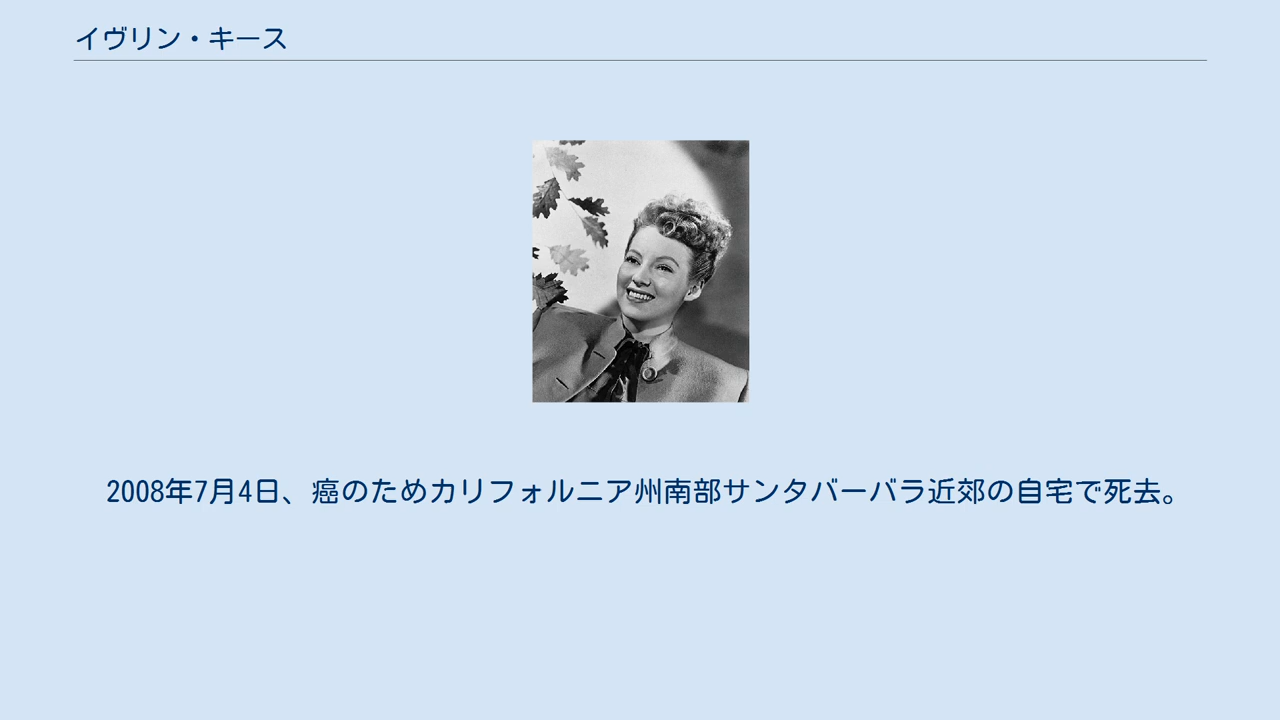 イヴリン・キース
2008年7月4日、癌のためカリフォルニア州南部サンタバーバラ近郊の自宅で死去。